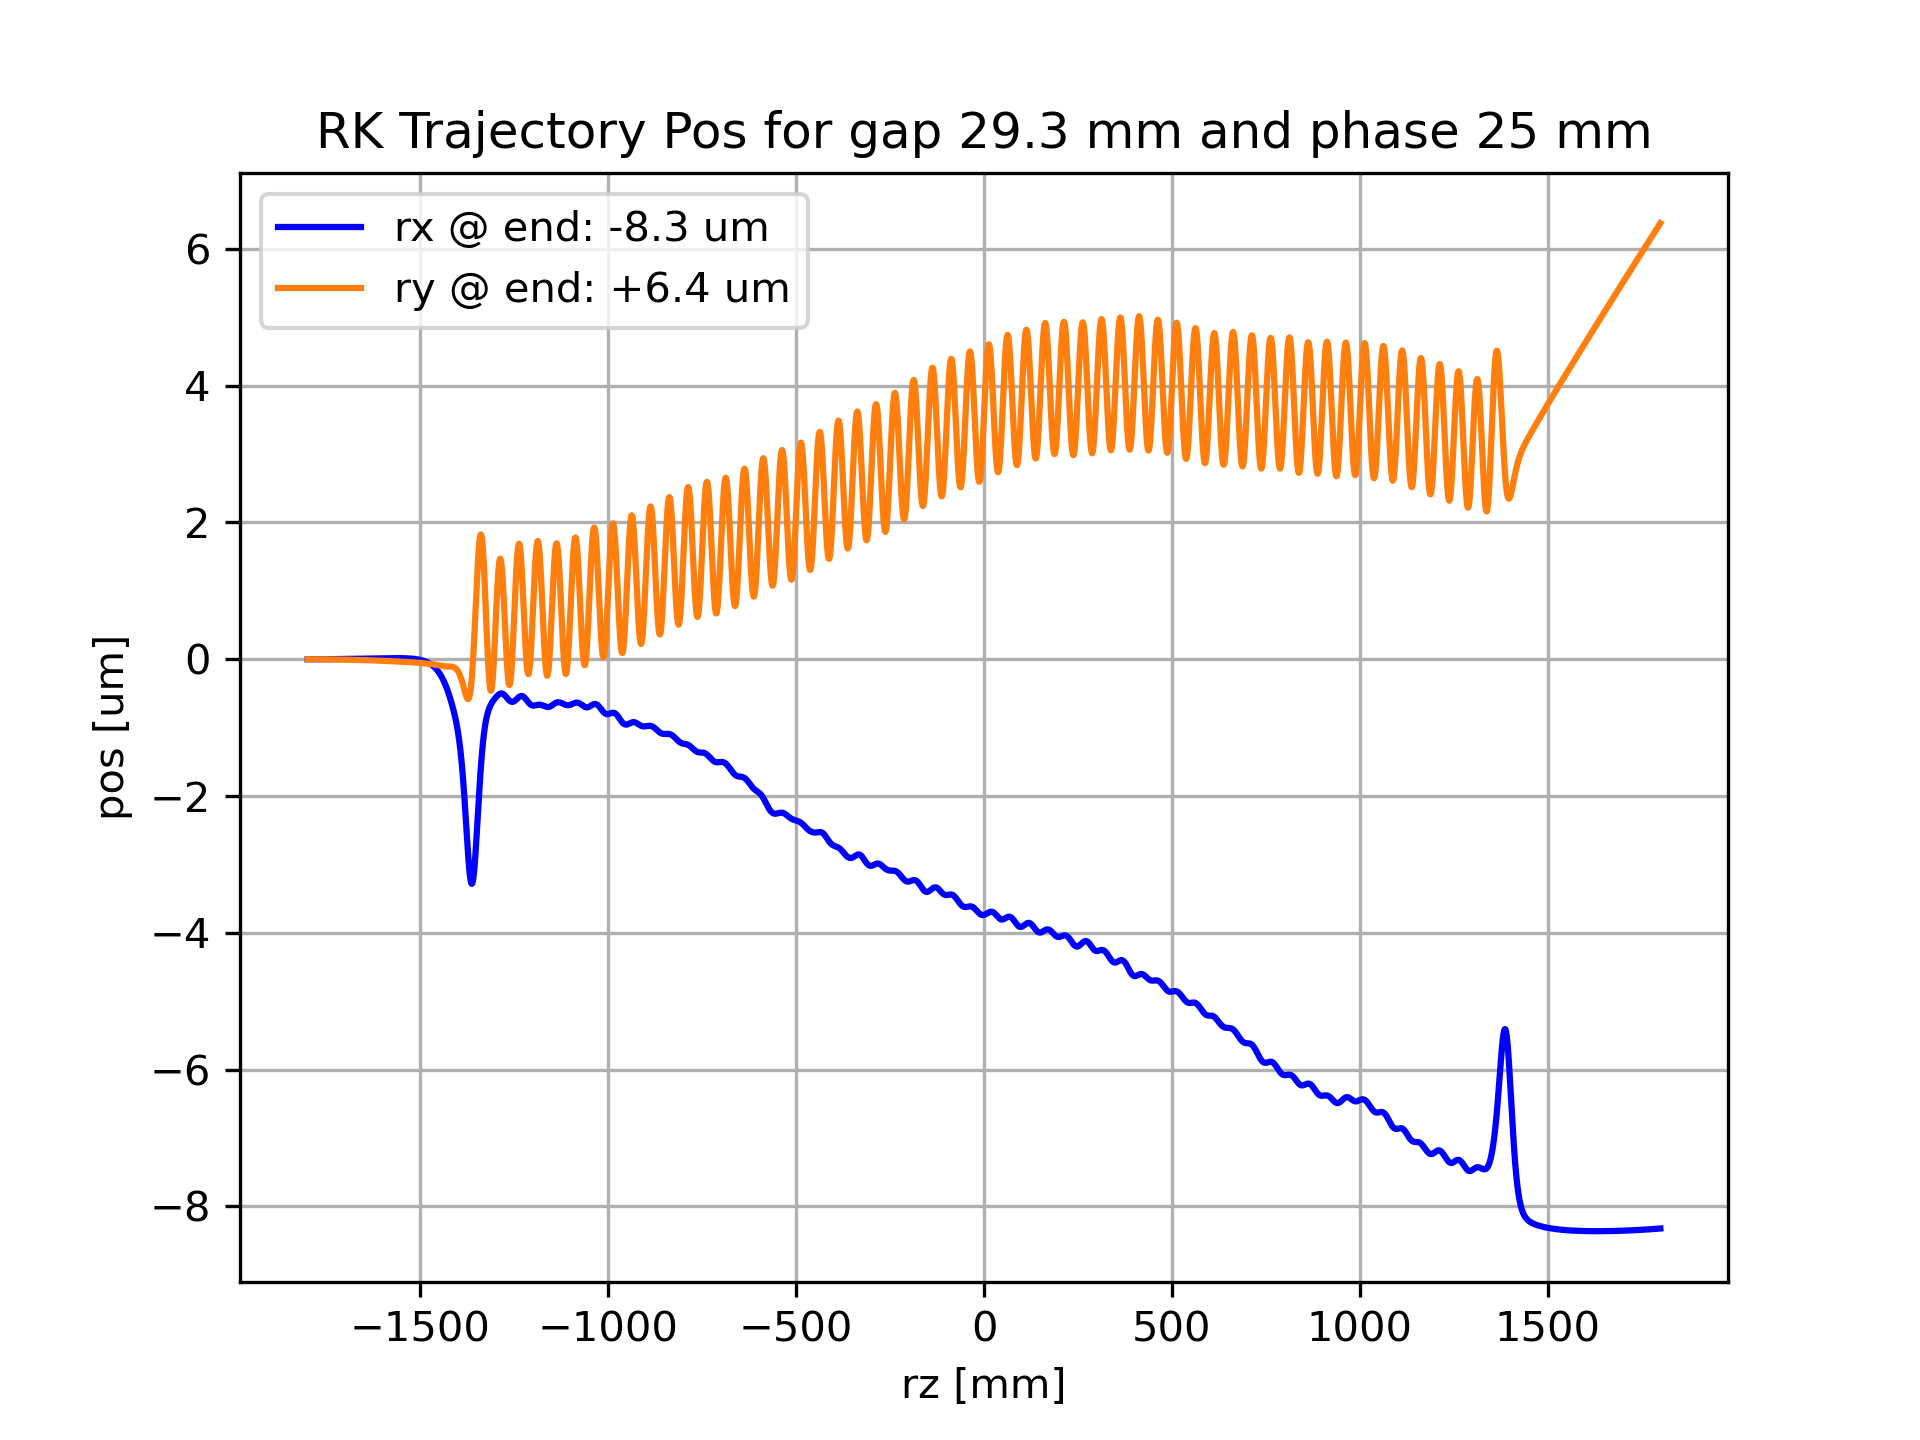 RK Trajectory Pos for gap 29.3 mm and phase 25 mm
rx @ end: -8.3 um
ry @ end: +6.4 um
pos [um]
6
4
2
0
−2
−4
−6
−8
−1500 −1000 −500 0 500 1000 1500
rz [mm]